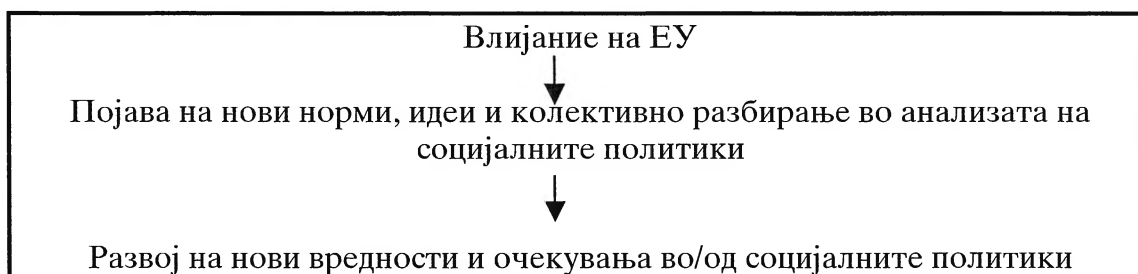 Влијание на ЕУ
Појава на нови норми, идеи и колективно разбирање во анализата на
социјалните политики
Развој на нови вредности и очекувања во/од социјалните политики